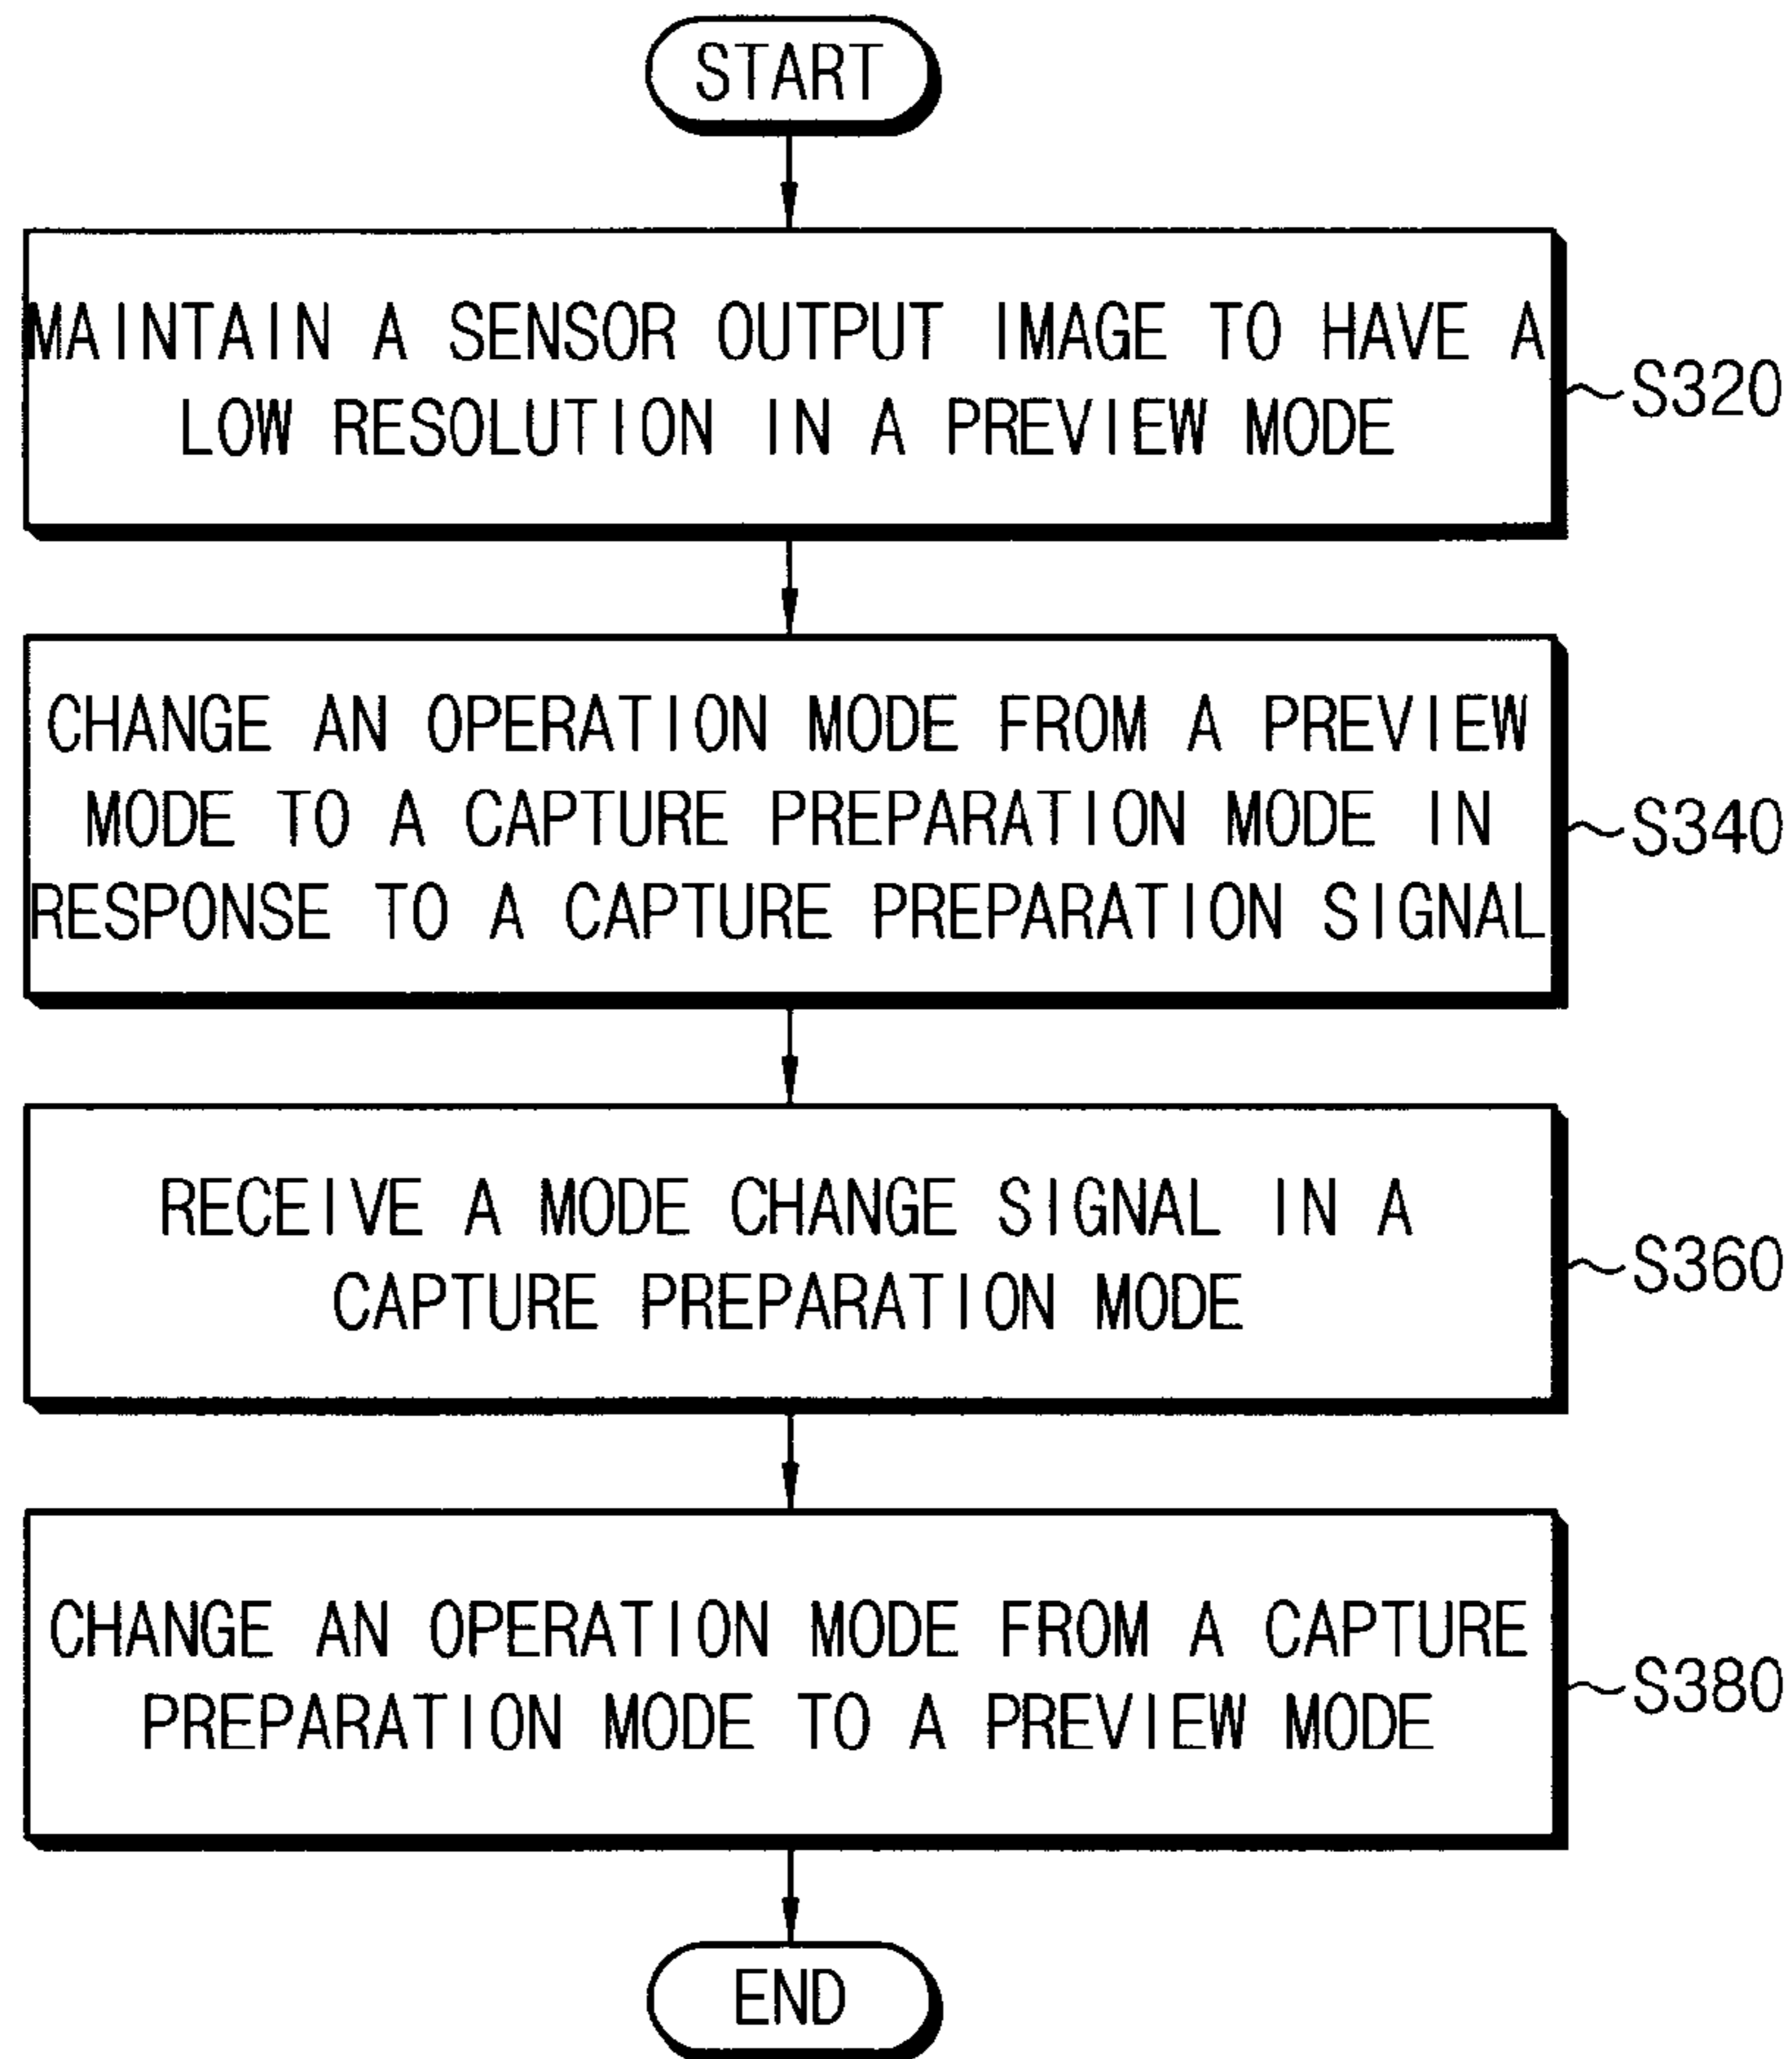 START
MAINTAIN A SENSOR OUTPUT IMAGE TO HAVE A
LOW RESOLUTION IN A PREVIEW MODE
S320
CHANGE AN OPERATION MODE FROM A PREVIEW
MODE TO A CAPTURE PREPARATION MODE IN
RESPONSE TO A CAPTURE PREPARATION SIGNAL
S340
RECEIVE A MODE CHANGE SIGNAL IN A
CAPTURE PREPARATION MODE
S360
CHANGE AN OPERATION MODE FROM A CAPTURE
PREPARATION MODE TO A PREVIEW MODE
S380
END